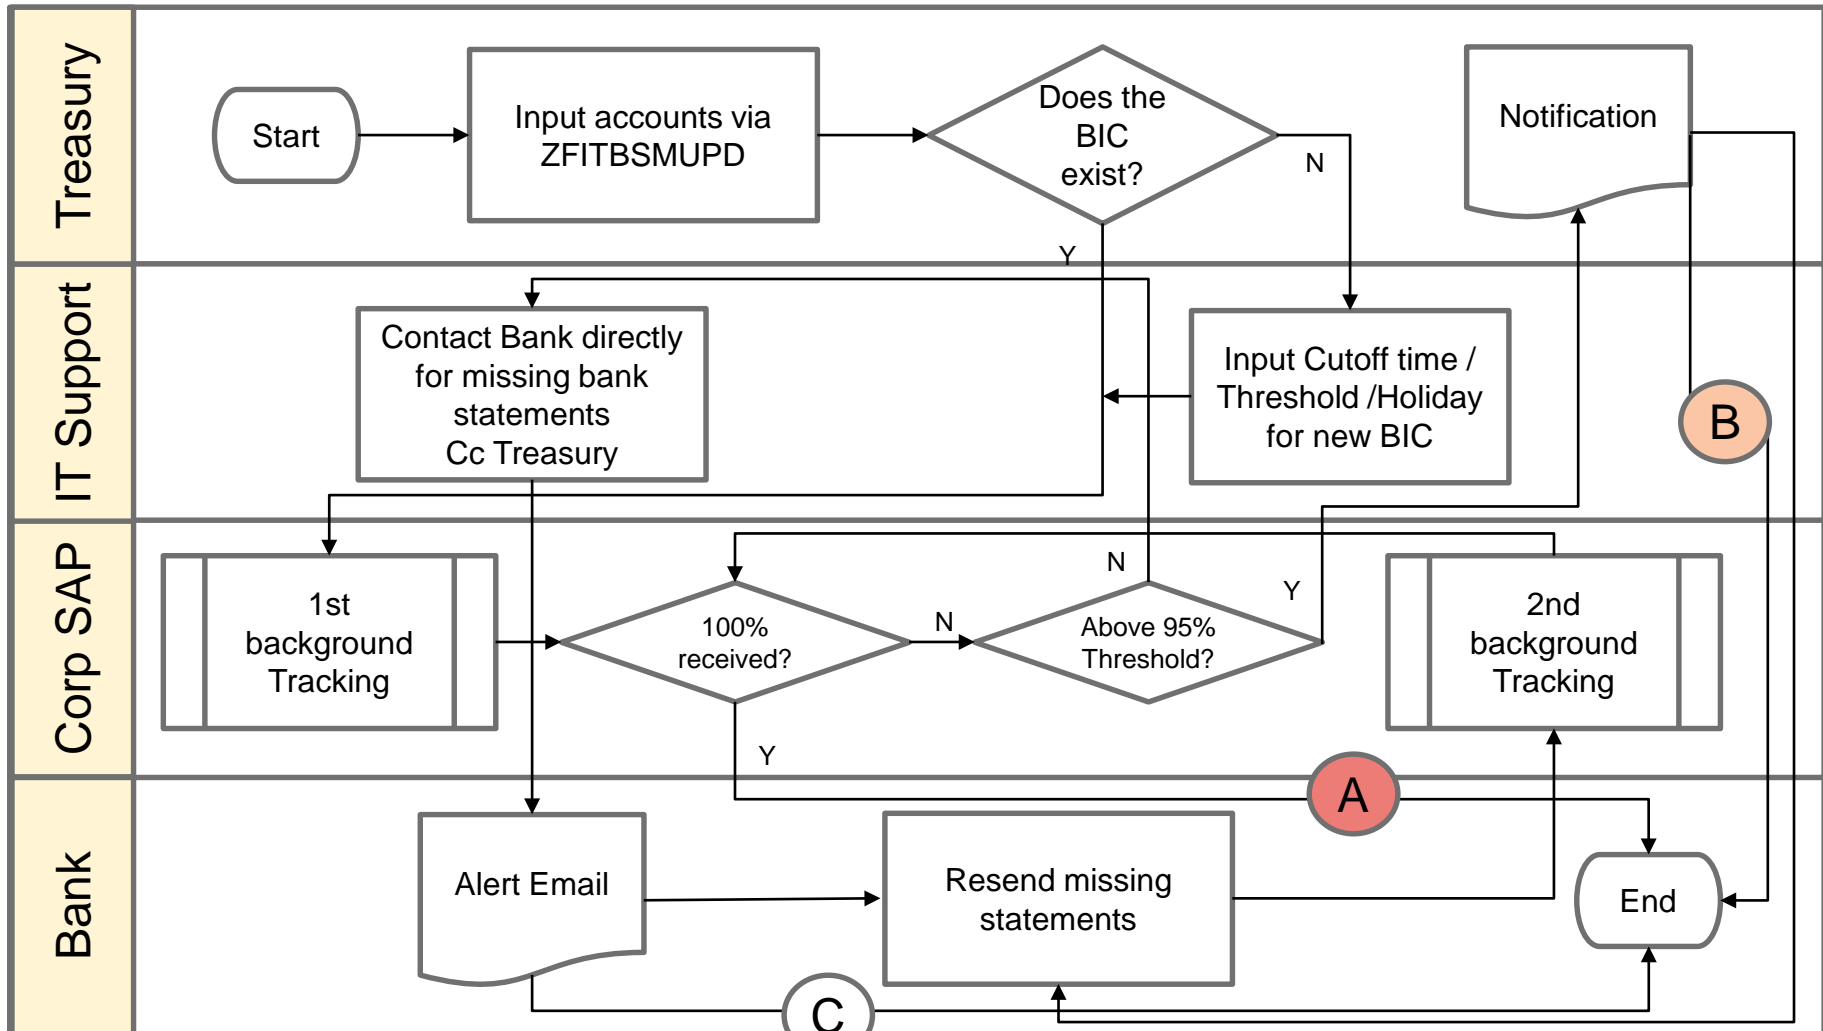 Treasury
Start
Input accounts via
ZFITBSMUPD
Does the
BIC
exist?
N
Y
Notification
IT Support
Contact Bank directly
for missing bank
statements
Cc Treasury
Input Cutoff time /
Threshold /Holiday
for new BIC
B
Corp SAP
1st
background
Tracking
100%
received?
N
Y
Above 95%
Threshold?
N
Y
2nd
background
Tracking
A
Bank
Alert Email
Resend missing
statements
End
C